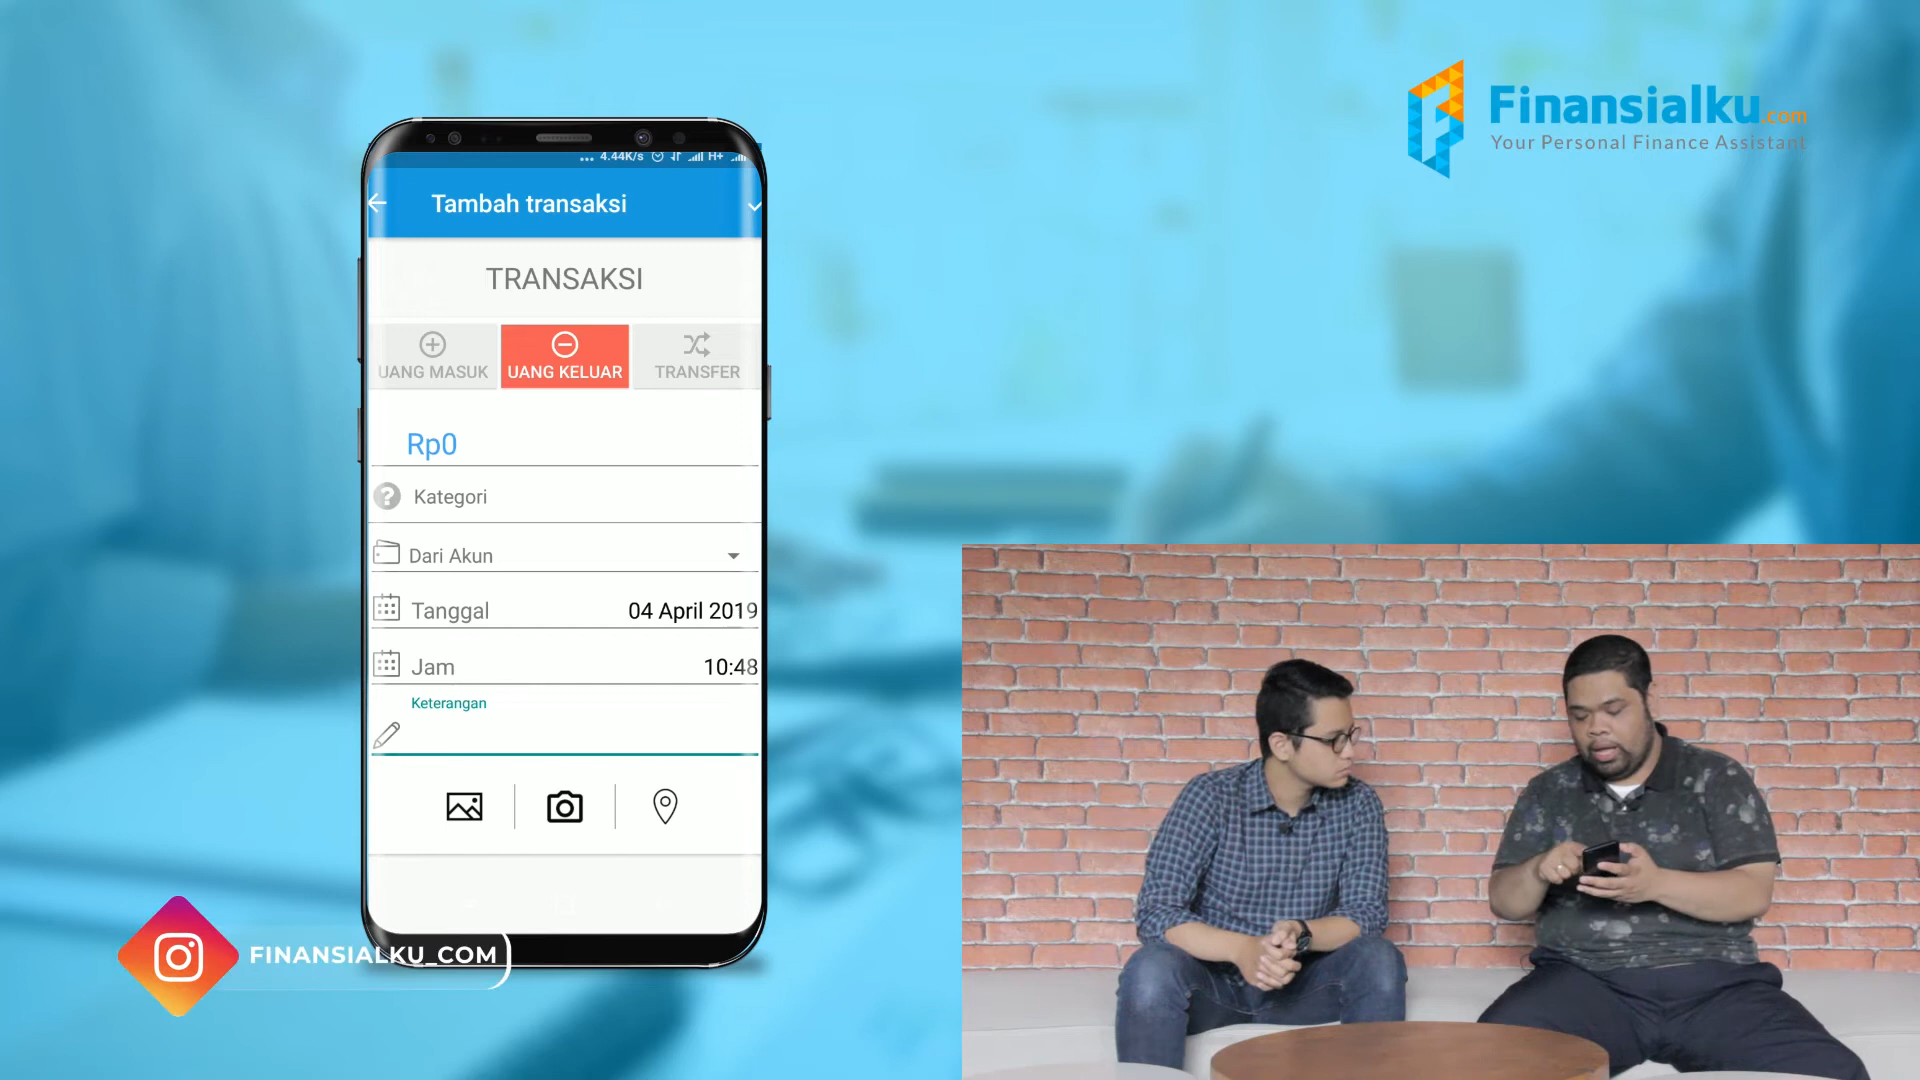 Finansialku.com
Your Personal Finance Assistant
4.44K/s H+
Tambah transaksi
TRANSAKSI
UANG MASUK UANG KELUAR TRANSFER
Rp0
Kategori
Dari Akun
Tanggal 04 April 2019
Jam 10:48
Keterangan
FINANSIALKU_COM